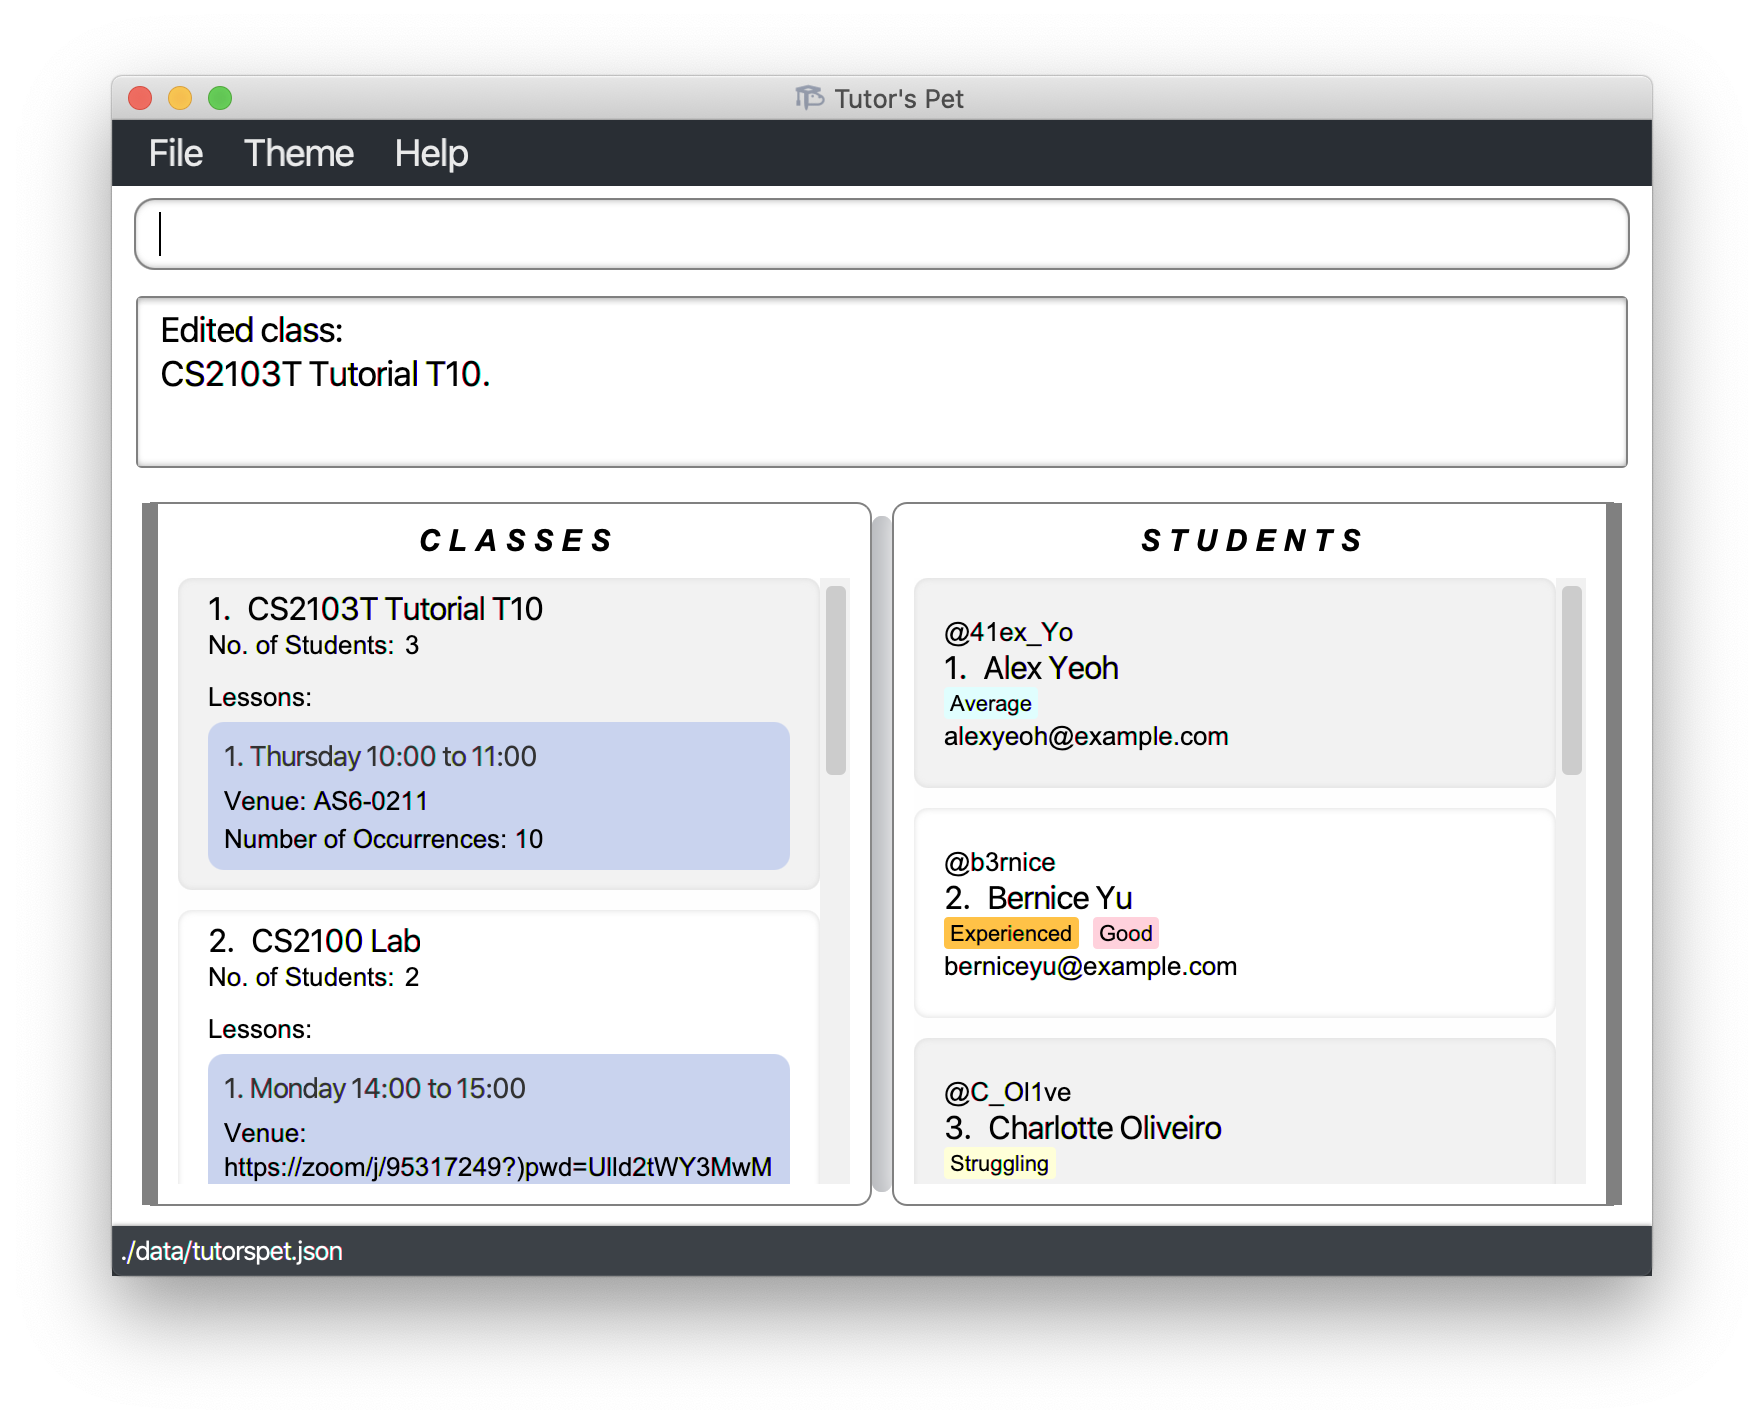 Tutor's Pet
File Theme Help
Edited class:
CS2103T Tutorial T10.
CLASSES
1. CS2103T Tutorial T10
No. of Students: 3
Lessons:
1. Thursday 10:00 to 11:00
Venue: AS6-0211
Number of Occurrences: 10
2. CS2100 Lab
No. of Students: 2
Lessons:
1. Monday 14:00 to 15:00
Venue:
https://zoom/j/95317249?)pwd=Ulld2tWY3MwM
STUDENTS
@41ex_Yo
1. Alex Yeoh
Average
alexyeoh@example.com
@b3rnice
2. Bernice Yu
Experienced Good
berniceyu@example.com
@C_Ol1ve
3. Charlotte Oliveiro
Struggling
./data/tutorspet.json